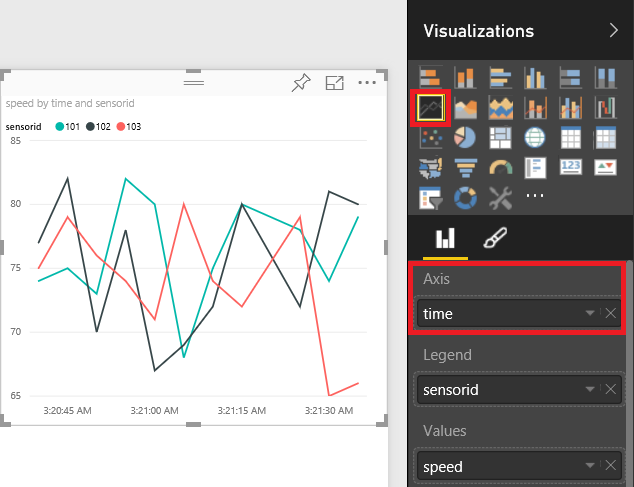 Visualizations
speed by time and sensorid
sensorid 101 102 103
85
80
75
70
65
3:20:45 AM 3:21:00 AM 3:21:15 AM 3:21:30 AM
123
Axis
time
Legend
sensorid
Values
speed